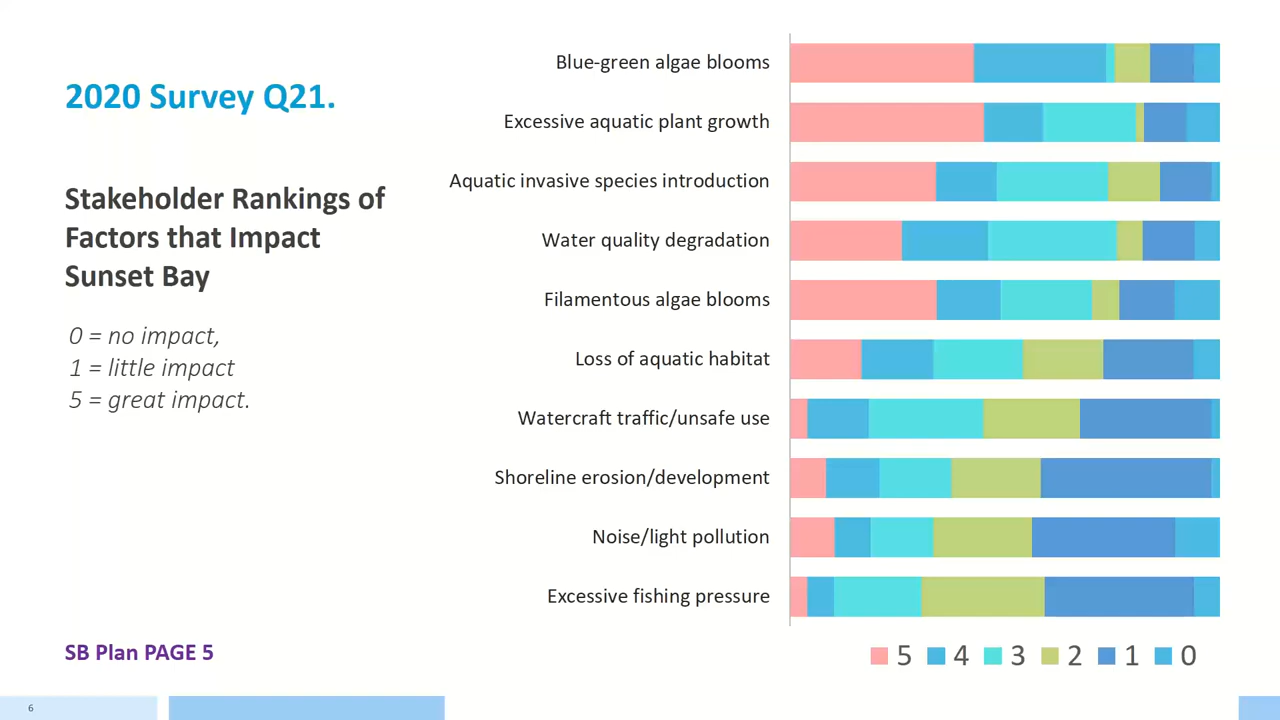 2020 Survey Q21.
Stakeholder Rankings of
Factors that Impact
Sunset Bay
0 = no impact,
1 = little impact
5 = great impact.
Blue-green algae blooms
Excessive aquatic plant growth
Aquatic invasive species introduction
Water quality degradation
Filamentous algae blooms
Loss of aquatic habitat
Watercraft traffic/unsafe use
Shoreline erosion/development
Noise/light pollution
Excessive fishing pressure
5 4 3 2 1 0
SB Plan PAGE 5
6